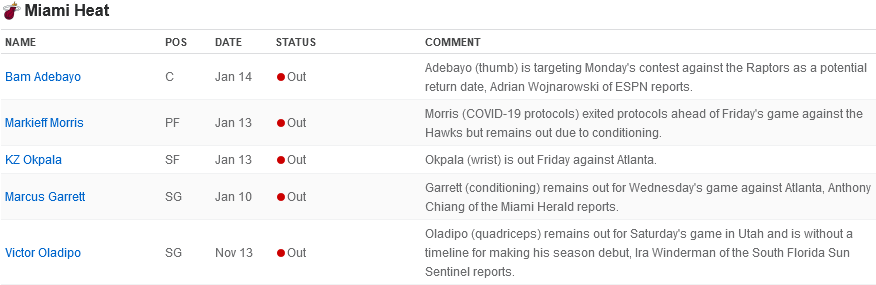 Miami Heat
NAME POS DATE STATUS COMMENT
Bam Adebayo C Jan 14 Out Adebayo (thumb) is targeting Monday's contest against the Raptors as a potential
return date, Adrian Wojnarowski of ESPN reports.
Markieff Morris PF Jan 13 Out Morris (COVID-19 protocols) exited protocols ahead of Friday's game against the
Hawks but remains out due to conditioning.
KZ Okpala SF Jan 13 Out Okpala (wrist) is out Friday against Atlanta.
Marcus Garrett SG Jan 10 Out Garrett (conditioning) remains out for Wednesday's game against Atlanta, Anthony
Chiang of the Miami Herald reports.
Victor Oladipo SG Nov 13 Out Oladipo (quadriceps) remains out for Saturday's game in Utah and is without a
timeline for making his season debut, Ira Winderman of the South Florida Sun
Sentinel reports.